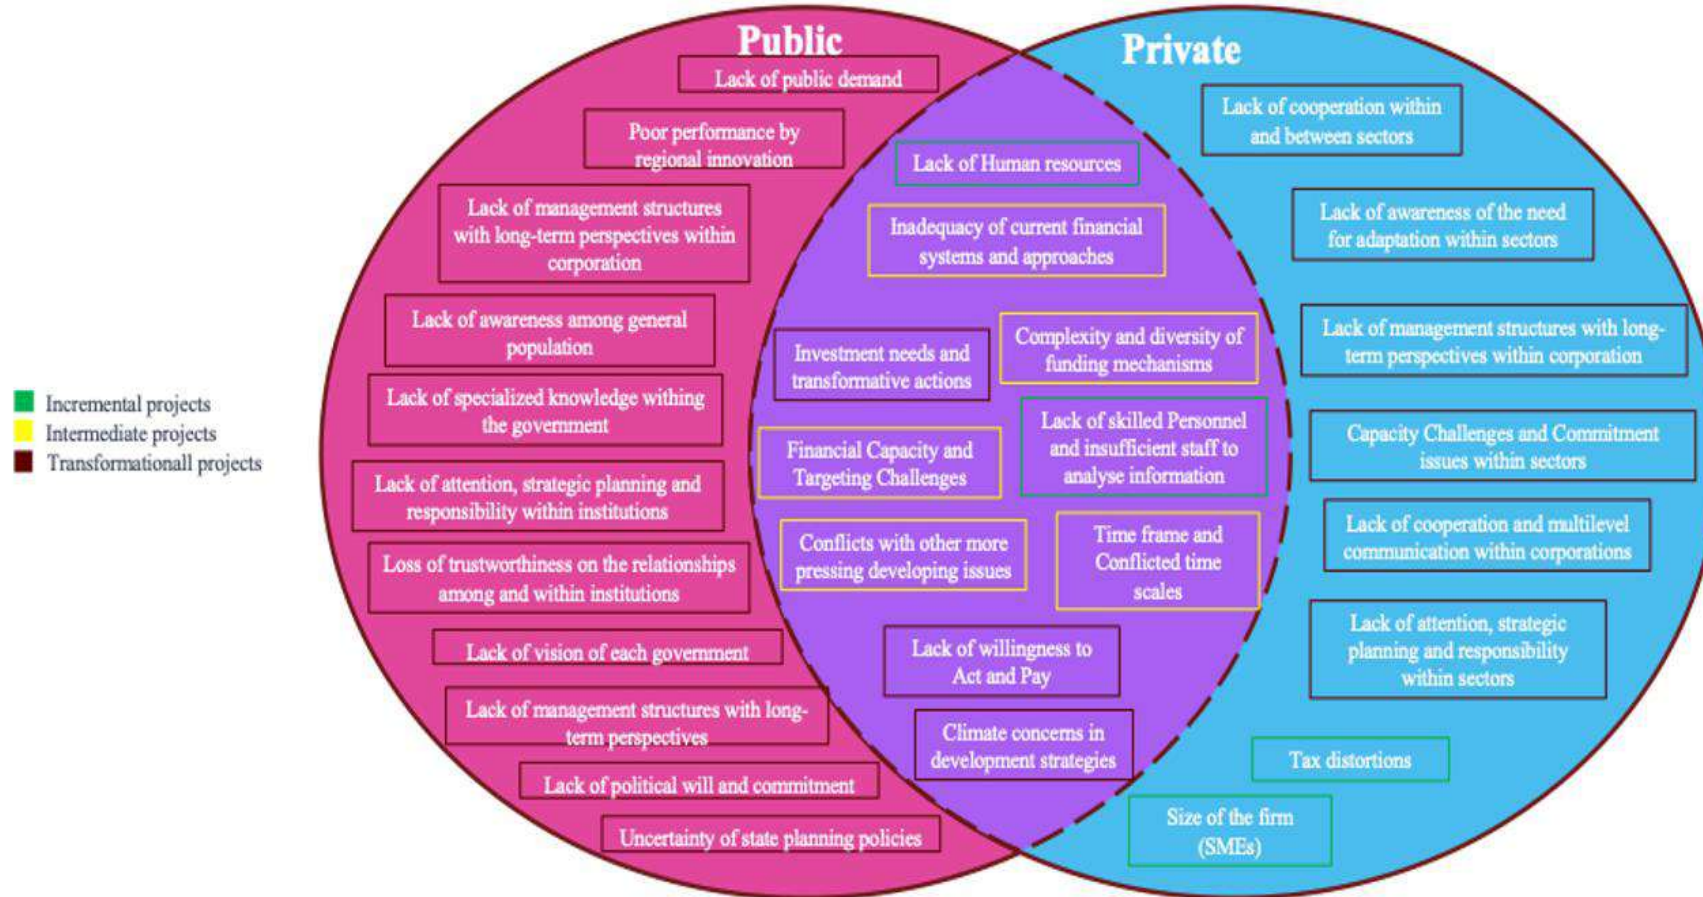 Public
Lack of public demand
Poor performance by
regional innovation
Lack of management structures
with long-term perspectives within
corporation
Lack of awareness among general
population
Lack of specialized knowledge withing
the government
Lack of attention, strategic planning and
responsibility within institutions
Loss of trustworthiness on the relationships
among and within institutions
Lack of vision of each government
Lack of management structures with long-
term perspectives
Lack of political will and commitment
Uncertainty of state planning policies
Lack of Human resources
Inadequacy of current financial
systems and approaches
Investment needs and
transformative actions
Complexity and diversity of
funding mechanisms
Financial Capacity and
Targeting Challenges
Lack of skilled Personnel
and insufficient staff to
analyse information
Conflicts with other more
pressing developing issues
Time frame and
Conflicted time
scales
Lack of willingness to
Act and Pay
Climate concerns in
development strategies
Private
Lack of cooperation within
and between sectors
Lack of awareness of the need
for adaptation within sectors
Lack of management structures with long-
term perspectives within corporation
Capacity Challenges and Commitment
issues within sectors
Lack of cooperation and multilevel
communication within corporations
Lack of attention, strategic
planning and responsibility
within sectors
Tax distortions
Size of the firm
(SMEs)
Incremental projects
Intermediate projects
Transformationall projects